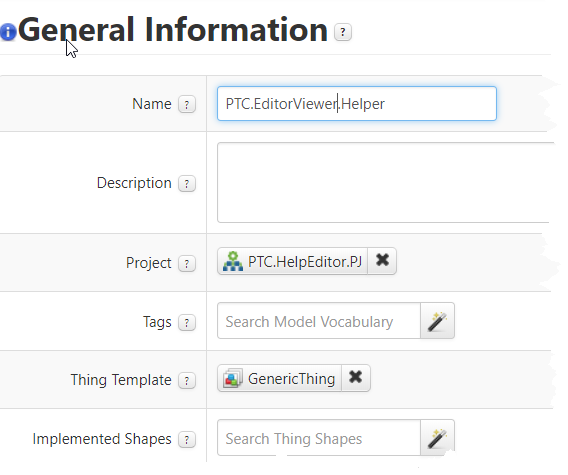 General Information ?
Name ? PTC.EditorViewer.Helper
Description ?
Project ? PTC.HelpEditor.PJ
Tags ? Search Model Vocabulary
Thing Template ? GenericThing
Implemented Shapes ? Search Thing Shapes